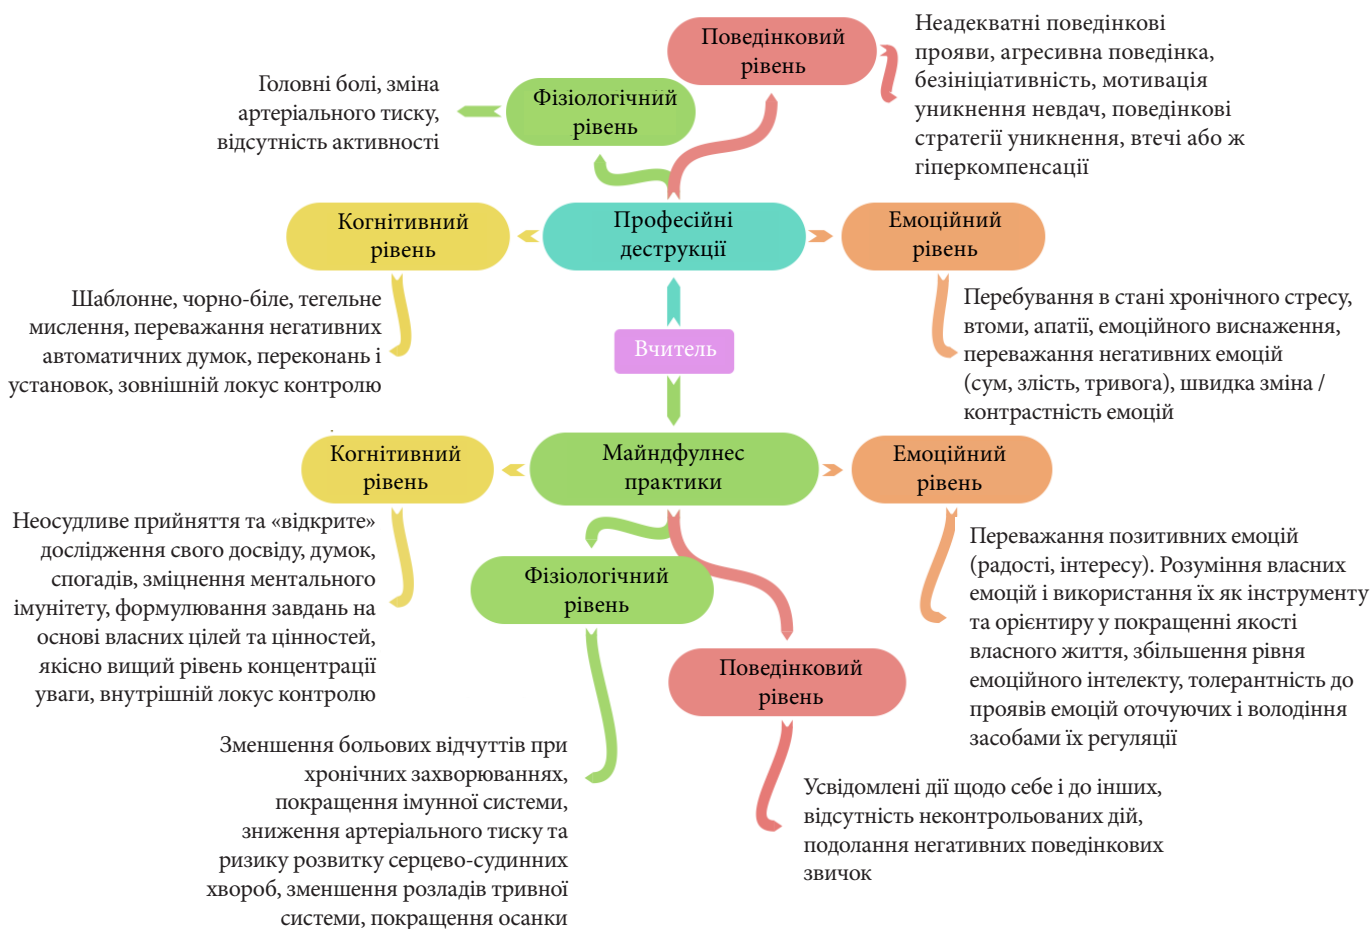 Поведінковий
рівень
Неадекватні поведінкові
прояви, агресивна поведінка,
безініціативність, мотивація
уникнення невдач, поведінкові
стратегії уникнення, втечі або ж
гіперкомпенсації
Головні болі, зміна
артеріального тиску,
відсутність активності
Фізіологічний
рівень
Когнітивний
рівень
Професійні
деструкції
Емоційний
рівень
Шаблонне, чорно-біле, тегельне
мислення, переважання негативних
автоматичних думок, переконань і
установок, зовнішній локус контролю
Вчитель
Перебування в стані хронічного стресу,
втоми, апатії, емоційного виснаження,
переважання негативних емоцій
(сум, злість, тривога), швидка зміна /
контрастність емоцій
Когнітивний
рівень
Майндфулнес
практики
Емоційний
рівень
Неосудливе прийняття та «відкрите»
дослідження свого досвіду, думок,
спогадів, зміцнення ментального
імунітету, формулювання завдань на
основі власних цілей та цінностей,
якісно вищий рівень концентрації
уваги, внутрішній локус контролю
Фізіологічний
рівень
Переважання позитивних емоцій
(радості, інтересу). Розуміння власних
емоцій і використання їх як інструменту
та орієнтиру у покращенні якості
власного життя, збільшення рівня
емоційного інтелекту, толерантність до
проявів емоцій оточуючих і володіння
засобами їх регуляції
Поведінковий
рівень
Зменшення больових відчуттів при
хронічних захворюваннях,
покращення імунної системи,
зниження артеріального тиску та
ризику розвитку серцево-судинних
хвороб, зменшення розладів тривної
системи, покращення осанки
Усвідомлені дії щодо себе і до інших,
відсутність неконтрольованих дій,
подолання негативних поведінкових
звичок